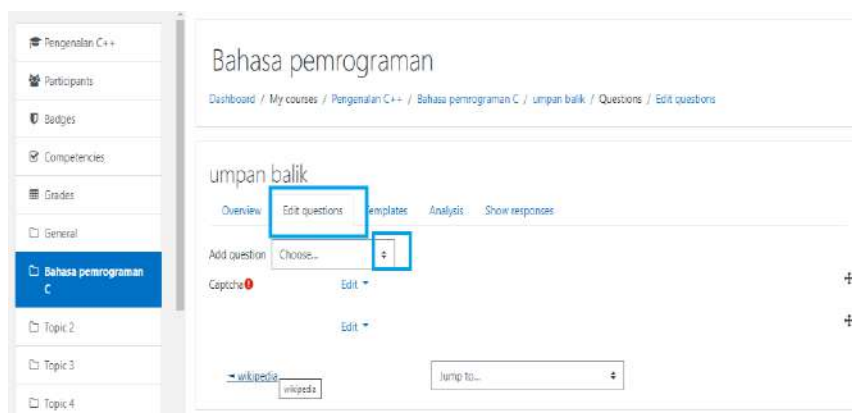 Pengenalan C++
Participants
Badges
Competencies
Grades
General
Bahasa pemrograman
C
Topic 2
Topic 3
Topic 4
Bahasa pemrograman
Dashboard / My courses / Pengenalan C++ / Bahasa pemrograman C / umpan balik / Questions / Edit questions
umpan balik
Overview Edit questions Templates Analysis Show responses
Add question Choose...
Captcha Edit
Edit
◄ wikipedia Jump to...
wikipedia